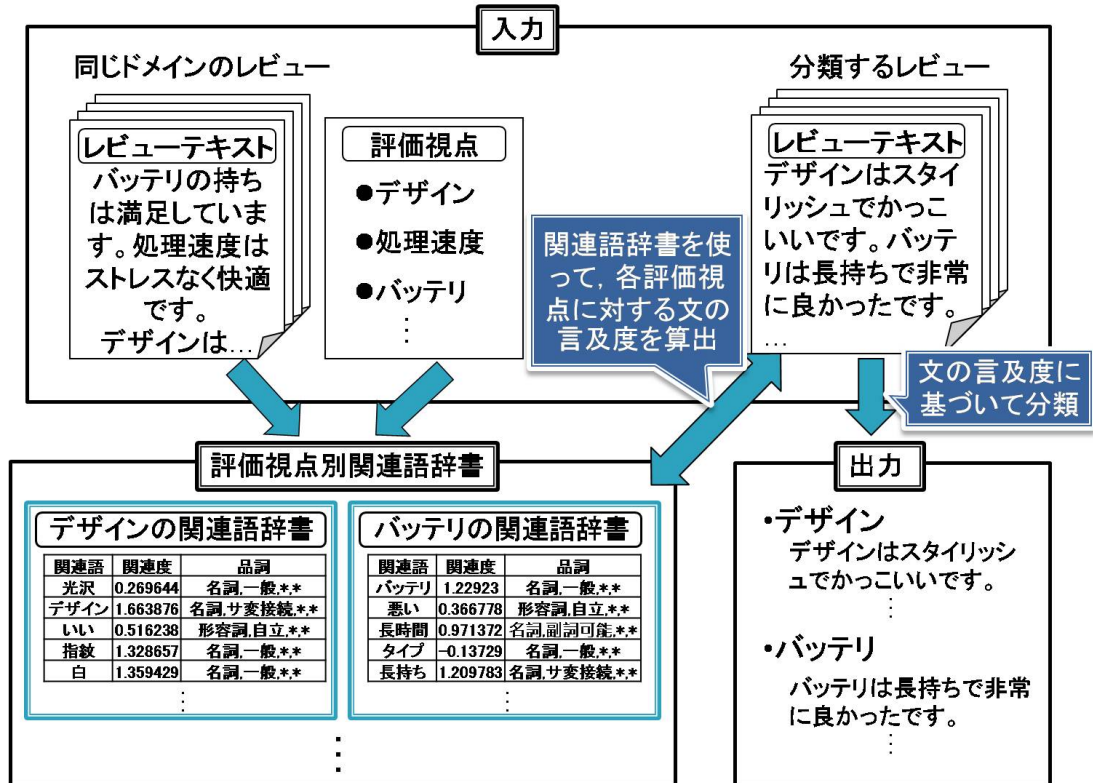 入力
同じドメインのレビュー
レビューテキスト
バッテリの持ち
は満足していま
す。処理速度は
ストレスなく快適
です。
デザインは…
評価視点
●デザイン
●処理速度
●バッテリ
⋮
分類するレビュー
レビューテキスト
デザインはスタイ
リッシュでかっこ
いいです。バッテ
リは長持ちで非常
に良かったです。
…
関連語辞書を使
って，各評価視
点に対する文の
言及度を算出
文の言及度に
基づいて分類
評価視点別関連語辞書
デザインの関連語辞書
関連語 関連度 品詞
光沢 0.269644 名詞,一般,*,*
デザイン 1.663876 名詞,サ変接続,*,*
いい 0.516238 形容詞,自立,*,*
指紋 1.328657 名詞,一般,*,*
白 1.359429 名詞,一般,*,*
⋮
バッテリの関連語辞書
関連語 関連度 品詞
バッテリ 1.22923 名詞,一般,*,*
悪い 0.366778 形容詞,自立,*,*
長時間 0.971372 名詞,副詞可能,*,*
タイプ -0.13729 名詞,一般,*,*
長持ち 1.209783 名詞,サ変接続,*,*
⋮
⋮
出力
・デザイン
デザインはスタイリッシ
ュでかっこいいです。
⋮
・バッテリ
バッテリは長持ちで非常
に良かったです。
⋮